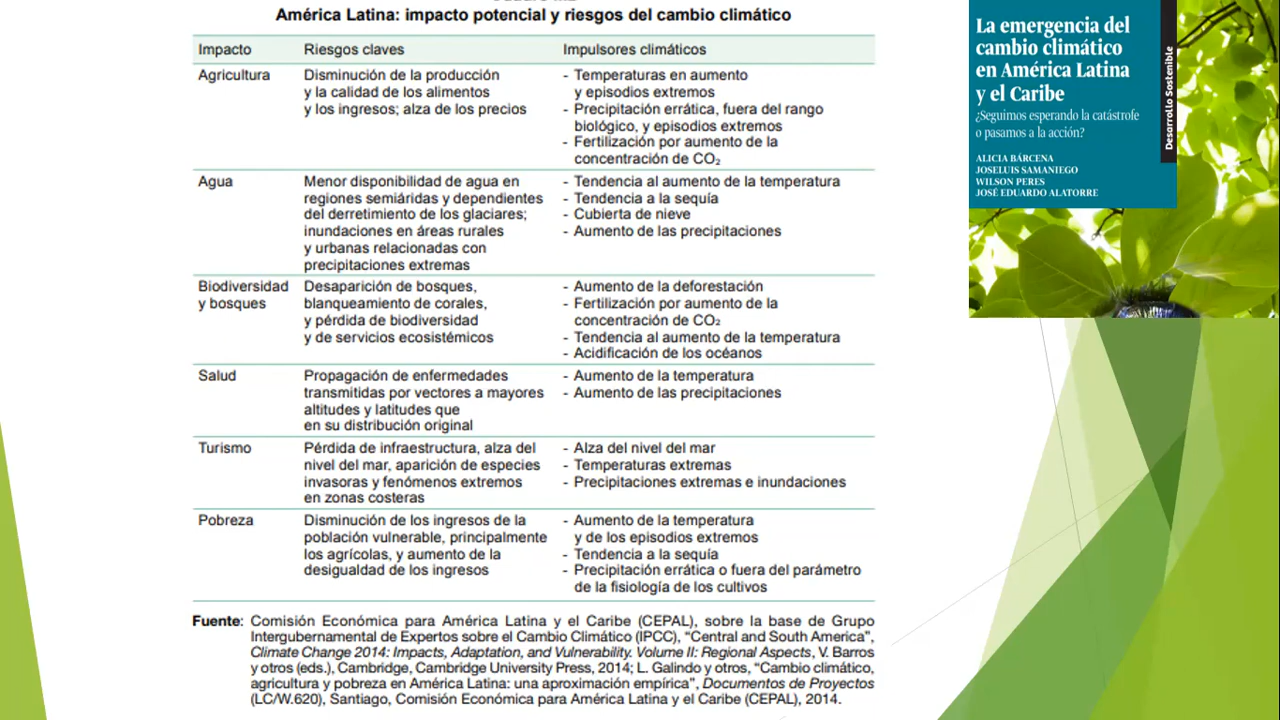 América Latina: impacto potencial y riesgos del cambio climático
Impacto Riesgos claves Impulsores climáticos
Agricultura Disminución de la producción - Temperaturas en aumento
y la calidad de los alimentos y episodios extremos
y los ingresos; alza de los precios - Precipitación errática, fuera del rango
biológico, y episodios extremos
- Fertilización por aumento de la
concentración de CO₂
Agua Menor disponibilidad de agua en - Tendencia al aumento de la temperatura
regiones semiáridas y dependientes - Tendencia a la sequía
del derretimiento de los glaciares; - Cubierta de nieve
inundaciones en áreas rurales - Aumento de las precipitaciones
y urbanas relacionadas con
precipitaciones extremas
Biodiversidad Desaparición de bosques, - Aumento de la deforestación
y bosques blanqueamiento de corales, - Fertilización por aumento de la
y pérdida de biodiversidad concentración de CO₂
y de servicios ecosistémicos - Tendencia al aumento de la temperatura
- Acidificación de los océanos
Salud Propagación de enfermedades - Aumento de la temperatura
transmitidas por vectores a mayores - Aumento de las precipitaciones
altitudes y latitudes que
en su distribución original
Turismo Pérdida de infraestructura, alza del - Alza del nivel del mar
nivel del mar, aparición de especies - Temperaturas extremas
invasoras y fenómenos extremos - Precipitaciones extremas e inundaciones
en zonas costeras
Pobreza Disminución de los ingresos de la - Aumento de la temperatura
población vulnerable, principalmente y de los episodios extremos
los agrícolas, y aumento de la - Tendencia a la sequía
desigualdad de los ingresos - Precipitación errática o fuera del parámetro
de la fisiología de los cultivos
Fuente: Comisión Económica para América Latina y el Caribe (CEPAL), sobre la base de Grupo
Intergubernamental de Expertos sobre el Cambio Climático (IPCC), “Central and South America”,
Climate Change 2014: Impacts, Adaptation, and Vulnerability. Volume II: Regional Aspects, V. Barros
y otros (eds.), Cambridge, Cambridge University Press, 2014; L. Galindo y otros, “Cambio climático,
agricultura y pobreza en América Latina: una aproximación empírica”, Documentos de Proyectos
(LC/W.620), Santiago, Comisión Económica para América Latina y el Caribe (CEPAL), 2014.
La emergencia del
cambio climático
en América Latina
y el Caribe
¿Seguimos esperando la catástrofe
o pasamos a la acción?
ALICIA BÁRCENA
JOSELUIS SAMANIEGO
WILSON PERES
JOSÉ EDUARDO ALATORRE
Desarrollo Sostenible